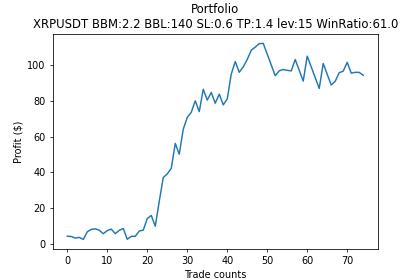 Portfolio
XRPUSDT BBM:2.2 BBL:140 SL:0.6 TP:1.4 lev:15 WinRatio:61.0
100
80
60
40
20
0
Profit ($)
0 10 20 30 40 50 60 70
Trade counts